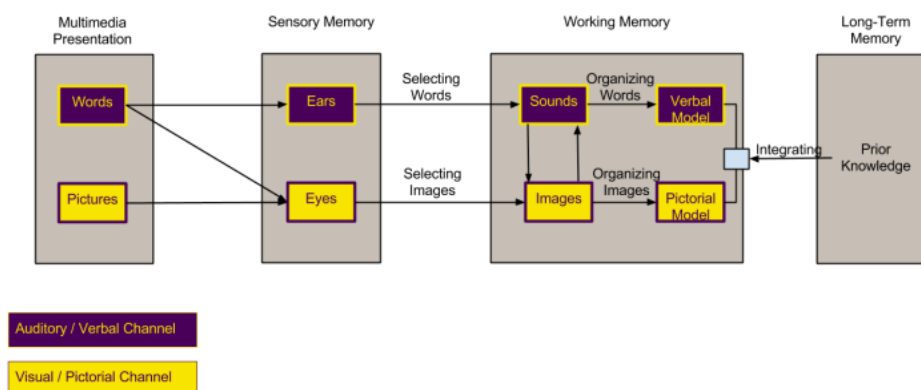 Multimedia
Presentation
Sensory Memory
Working Memory
Long-Term
Memory
Words
Ears
Selecting
Words
Sounds
Organizing
Words
Verbal
Model
Integrating
Prior
Knowledge
Pictures
Eyes
Selecting
Images
Images
Organizing
Images
Pictorial
Model
Auditory / Verbal Channel
Visual / Pictorial Channel